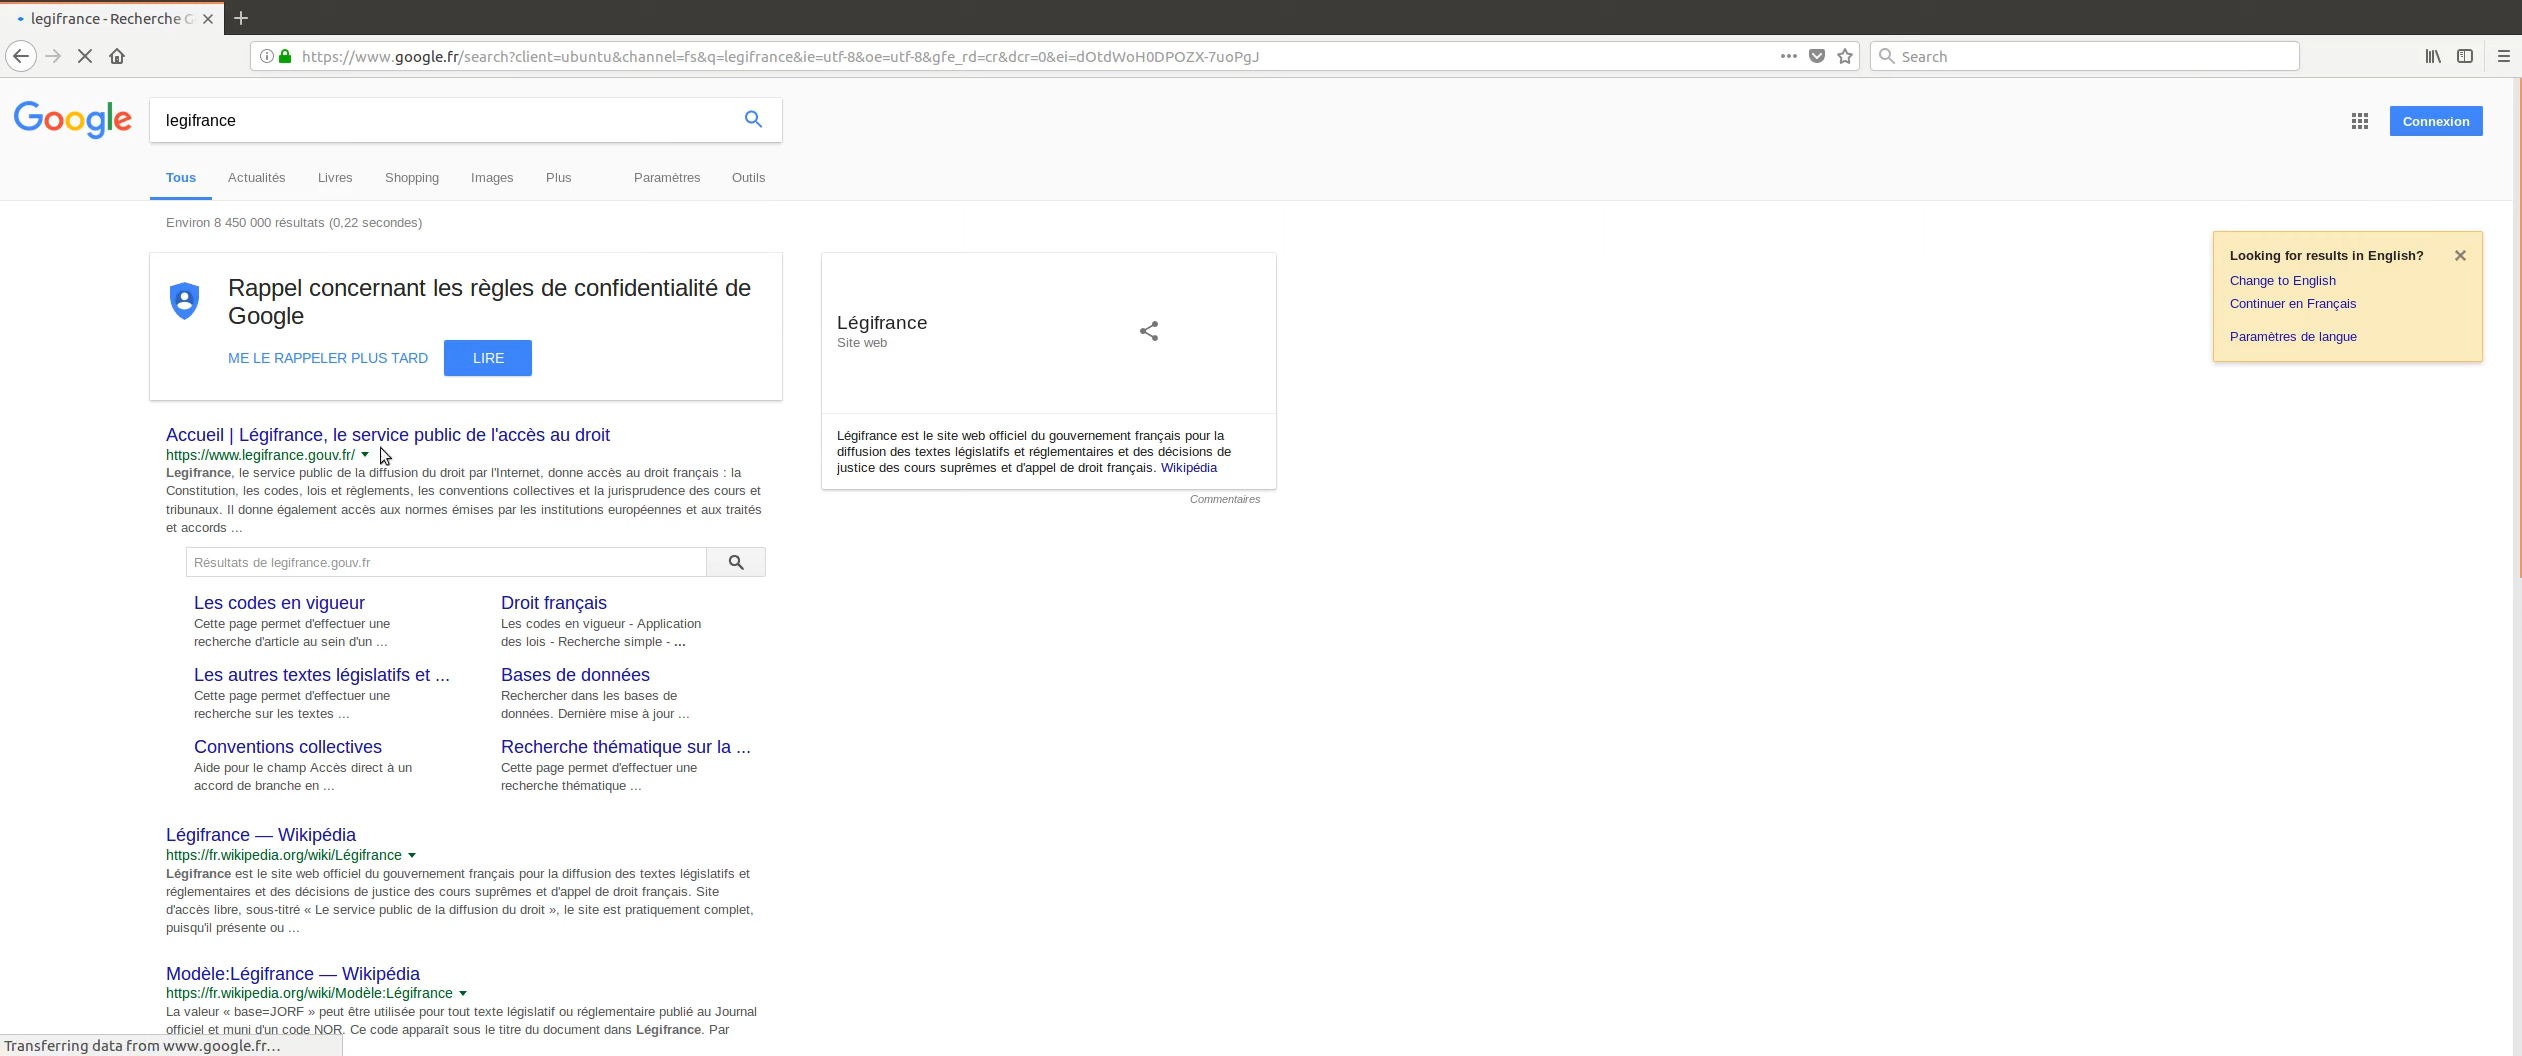 legifrance - Recherche G
https://www.google.fr/search?client=ubuntu&channel=fs&q=legifrance&ie=utf-8&oe=utf-8&gfe_rd=cr&dcr=0&ei=dOtdWoH0DPOZX-7uoPgJ
Search
Google
legifrance
Connexion
Tous
Actualités
Livres
Shopping
Images
Plus
Paramètres
Outils
Environ 8 450 000 résultats (0,22 secondes)
Rappel concernant les règles de confidentialité de
Google
ME LE RAPPELER PLUS TARD
LIRE
Accueil | Légifrance, le service public de l'accès au droit
https://www.legifrance.gouv.fr/
Legifrance, le service public de la diffusion du droit par l'Internet, donne accès au droit français : la
Constitution, les codes, lois et règlements, les conventions collectives et la jurisprudence des cours et
tribunaux. Il donne également accès aux normes émises par les institutions européennes et aux traités
et accords ...
Résultats de legifrance.gouv.fr
Les codes en vigueur
Cette page permet d'effectuer une
recherche d'article au sein d'un ...
Droit français
Les codes en vigueur - Application
des lois - Recherche simple - ...
Les autres textes législatifs et ...
Cette page permet d'effectuer une
recherche sur les textes ...
Bases de données
Rechercher dans les bases de
données. Dernière mise à jour ...
Conventions collectives
Aide pour le champ Accès direct à un
accord de branche en ...
Recherche thématique sur la ...
Cette page permet d'effectuer une
recherche thématique ...
Légifrance — Wikipédia
https://fr.wikipedia.org/wiki/Légifrance
Légifrance est le site web officiel du gouvernement français pour la diffusion des textes législatifs et
réglementaires et des décisions de justice des cours suprêmes et d'appel de droit français. Site
d'accès libre, sous-titré « Le service public de la diffusion du droit », le site est pratiquement complet,
puisqu'il présente ou ...
Modèle:Légifrance — Wikipédia
https://fr.wikipedia.org/wiki/Modèle:Légifrance
La valeur « base=JORF » peut être utilisée pour tout texte législatif ou réglementaire publié au Journal
officiel et muni d'un code NOR. Ce code apparaît sous le titre du document dans Légifrance. Par
Légifrance
Site web
Légifrance est le site web officiel du gouvernement français pour la
diffusion des textes législatifs et réglementaires et des décisions de
justice des cours suprêmes et d'appel de droit français. Wikipédia
Commentaires
Looking for results in English?
Change to English
Continuer en Français
Paramètres de langue
Transferring data from www.google.fr...